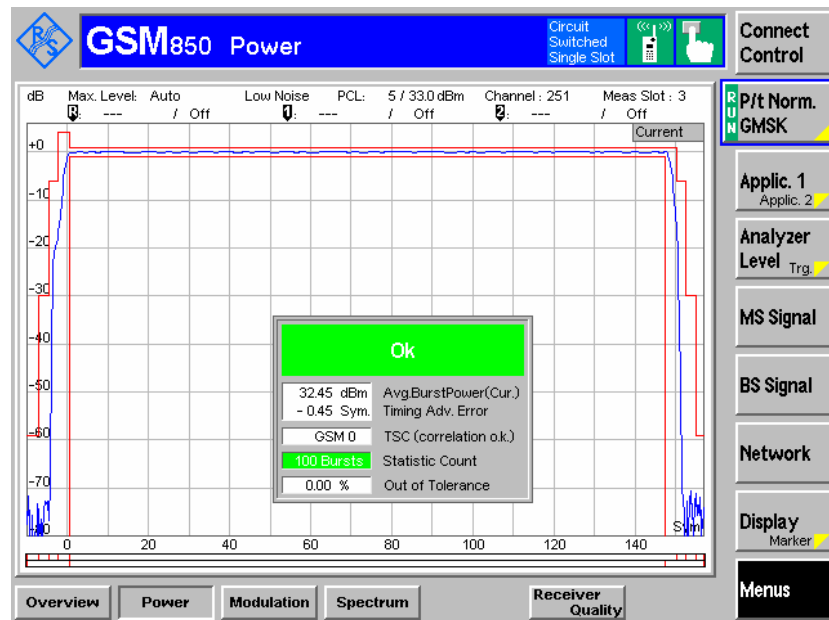 R S
GSM850 Power
Circuit
Switched
Single Slot
Connect
Control
dB Max. Level: Auto Low Noise PCL: 5 / 33.0 dBm Channel : 251 Meas Slot : 3
R: --- / Off 1: --- / Off 2: --- / Off
Current
RUN
P/t Norm.
GMSK
Applic. 1
Applic. 2
Analyzer
Level Trg.
MS Signal
BS Signal
Network
Display
Marker
Menus
+0
-10
-20
-30
-40
-50
-60
-70
Ok
32.45 dBm Avg.BurstPower(Cur.)
- 0.45 Sym. Timing Adv. Error
GSM 0 TSC (correlation o.k.)
100 Bursts Statistic Count
0.00 % Out of Tolerance
Sym
0 20 40 60 80 100 120 140
Overview Power Modulation Spectrum Receiver
Quality